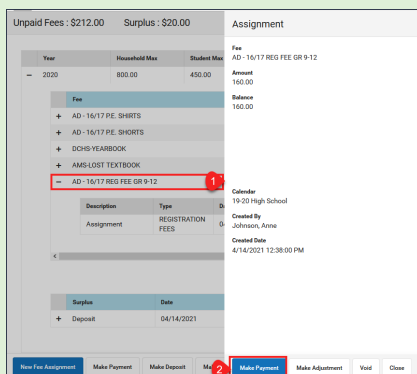 Unpaid Fees : $212.00 Surplus : $20.00
Year Household Max Student Max
− 2020 800.00 450.00
Fee
+ AD - 16/17 P.E. SHIRTS
+ AD - 16/17 P.E. SHORTS
+ DCHS-YEARBOOK
+ AMS-LOST TEXTBOOK
− AD - 16/17 REG FEE GR 9-12
1
Description Type
Assignment REGISTRATION FEES
Surplus Date
+ Deposit 04/14/2021
New Fee Assignment Make Payment Make Deposit
Assignment
Fee
AD - 16/17 REG FEE GR 9-12
Amount
160.00
Balance
160.00
Calendar
19-20 High School
Created By
Johnson, Anne
Created Date
4/14/2021 12:38:00 PM
2
Make Payment Make Adjustment Void Close